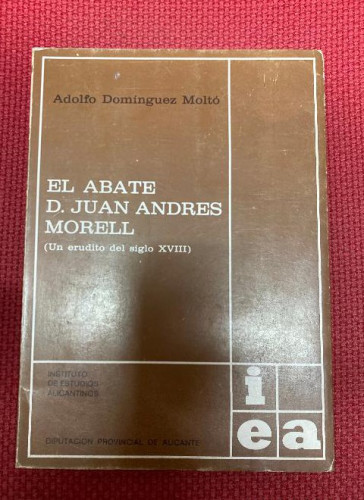 Adolfo Domínguez Moltó
EL ABATE
D. JUAN ANDRES
MORELL
(Un erudito del siglo XVIII)
INSTITUTO
DE ESTUDIOS
ALICANTINOS
i
e a
DIPUTACION PROVINCIAL DE ALICANTE